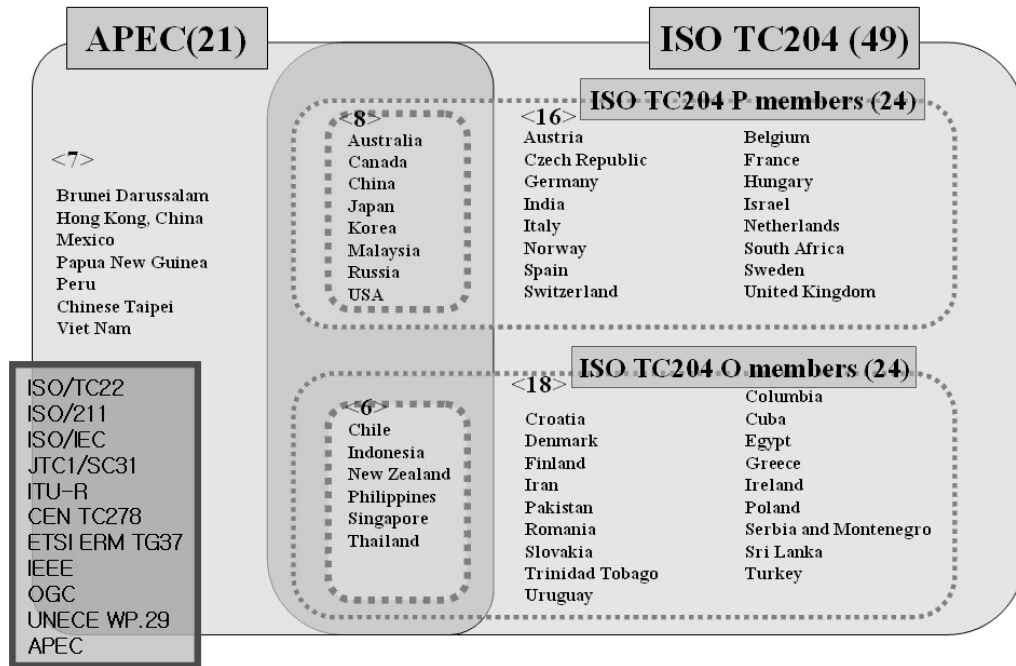 APEC(21)
ISO TC204 (49)
<7>
Brunei Darussalam
Hong Kong, China
Mexico
Papua New Guinea
Peru
Chinese Taipei
Viet Nam
ISO TC204 P members (24)
<8>
Australia
Canada
China
Japan
Korea
Malaysia
Russia
USA
<16>
Austria
Czech Republic
Germany
India
Italy
Norway
Spain
Switzerland
Belgium
France
Hungary
Israel
Netherlands
South Africa
Sweden
United Kingdom
ISO TC204 O members (24)
<6>
Chile
Indonesia
New Zealand
Philippines
Singapore
Thailand
<18>
Croatia
Denmark
Finland
Iran
Pakistan
Romania
Slovakia
Trinidad Tobago
Uruguay
Columbia
Cuba
Egypt
Greece
Ireland
Poland
Serbia and Montenegro
Sri Lanka
Turkey
ISO/TC22
ISO/211
ISO/IEC
JTC1/SC31
ITU-R
CEN TC278
ETSI ERM TG37
IEEE
OGC
UNECE WP.29
APEC